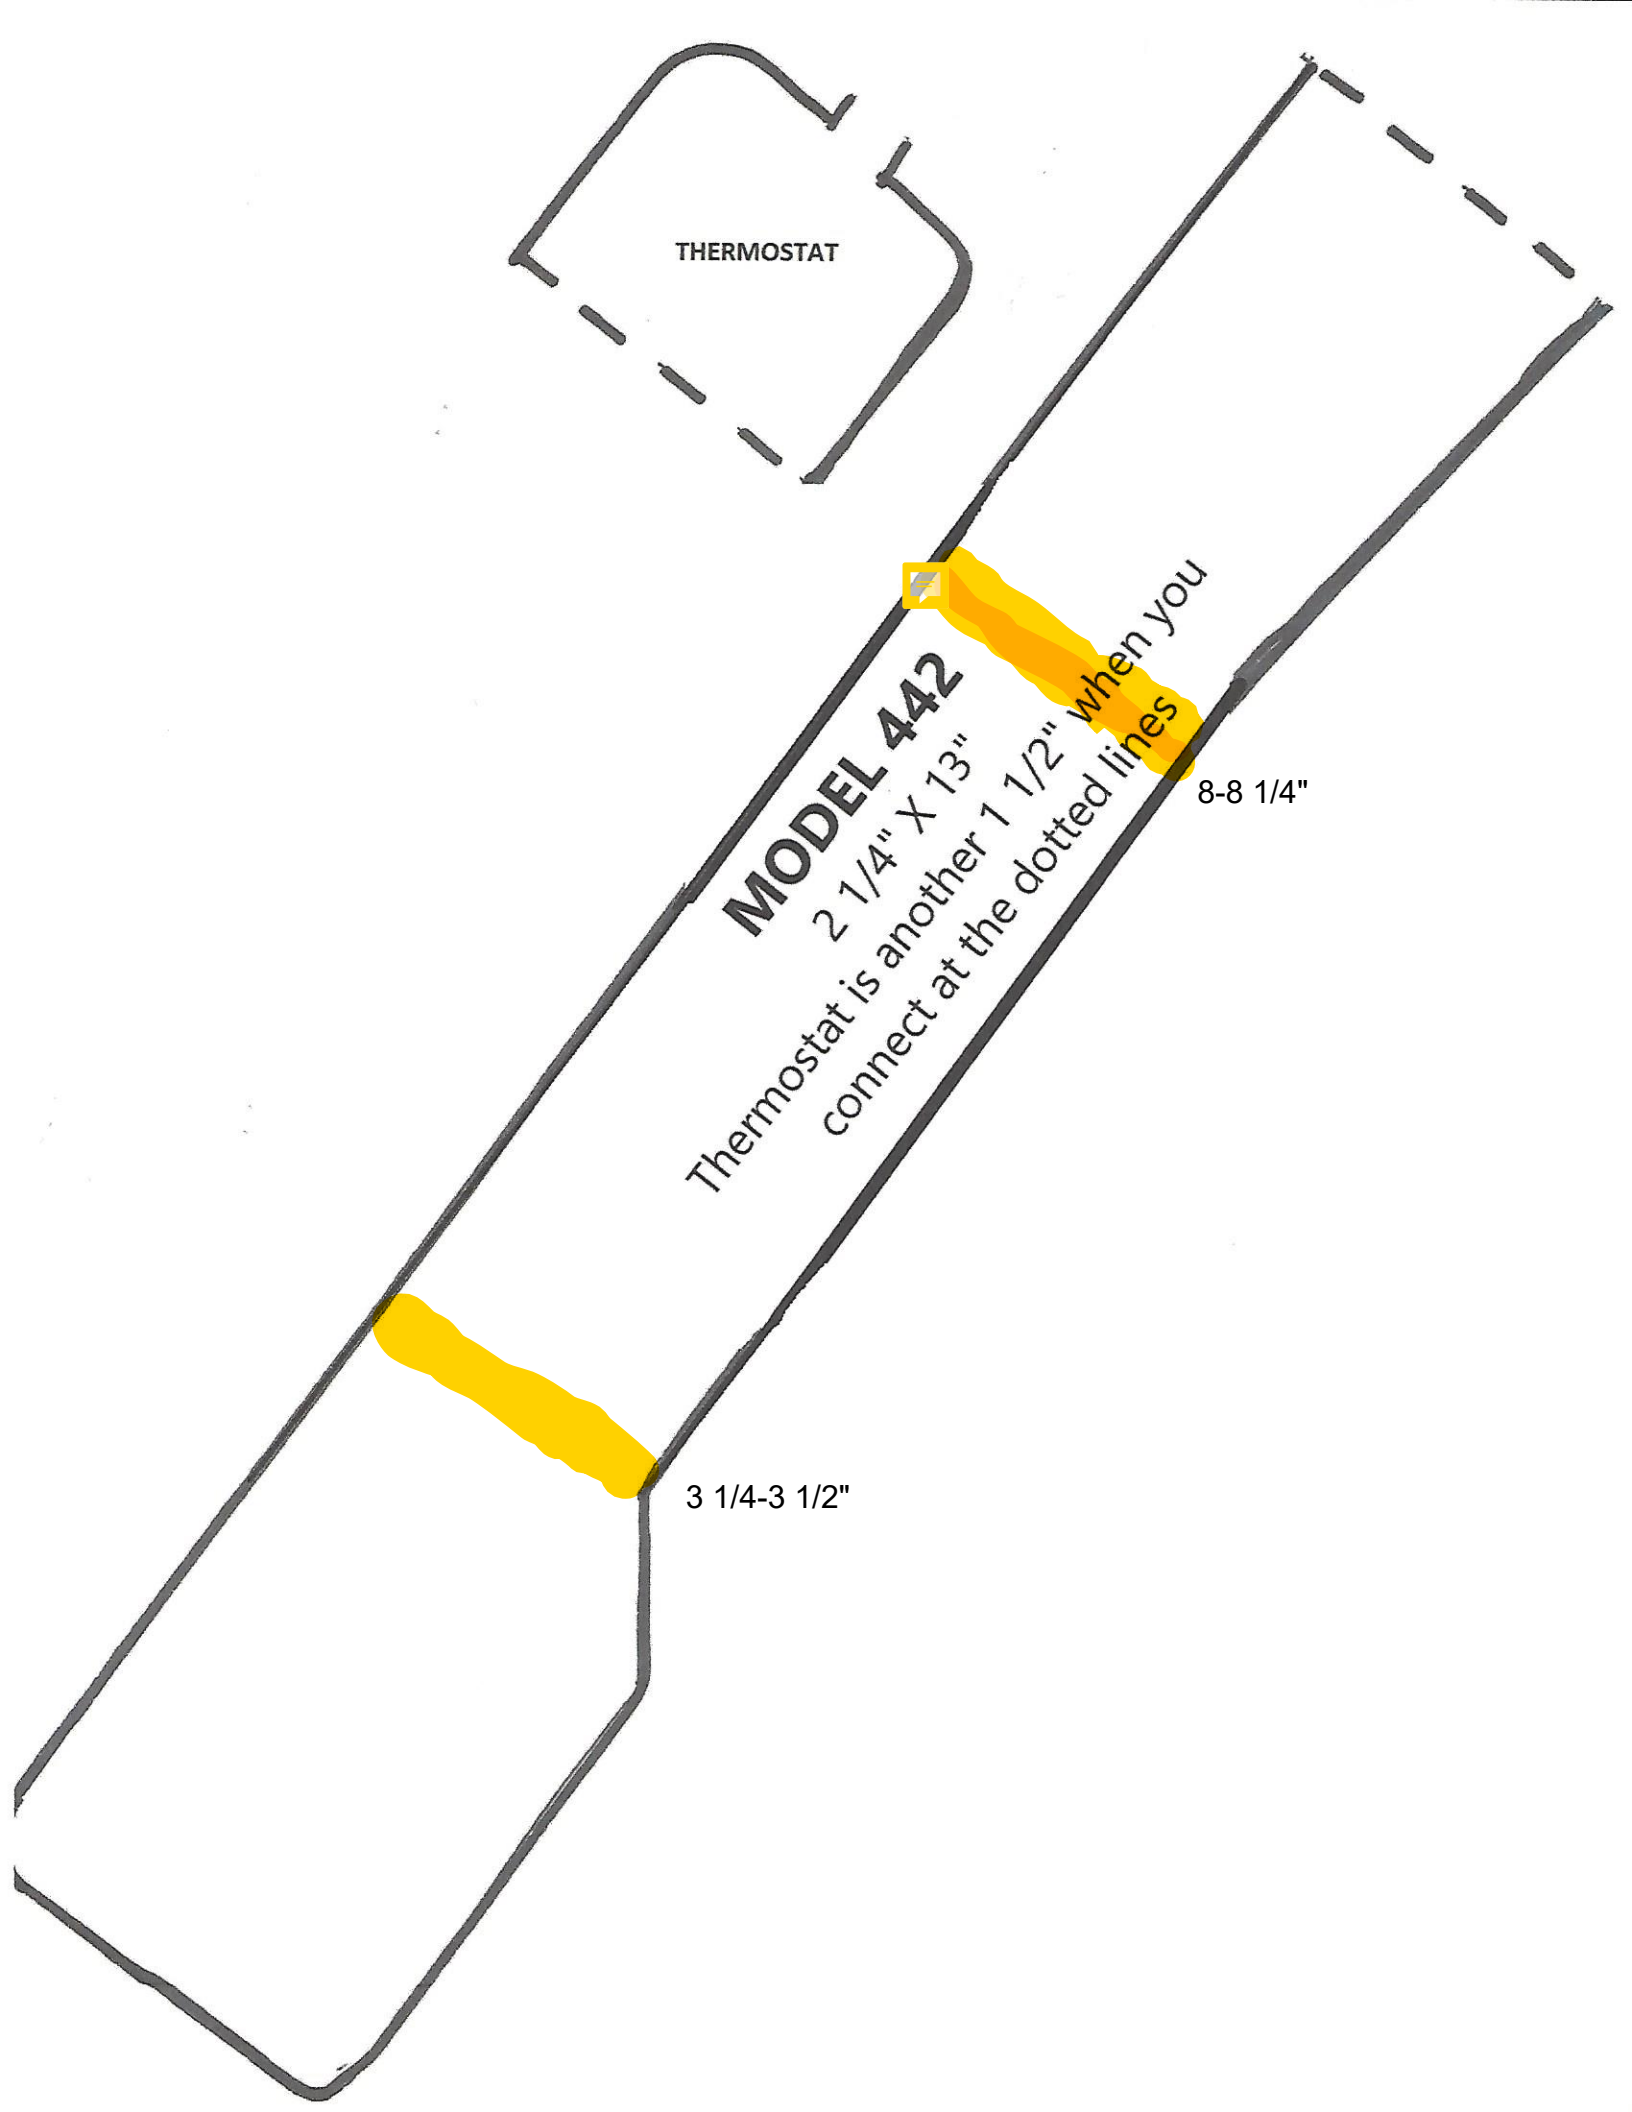 THERMOSTAT
MODEL 442
2 1/4" X 13"
Thermostat is another 1 1/2" when you
connect at the dotted lines
8-8 1/4"
3 1/4-3 1/2"